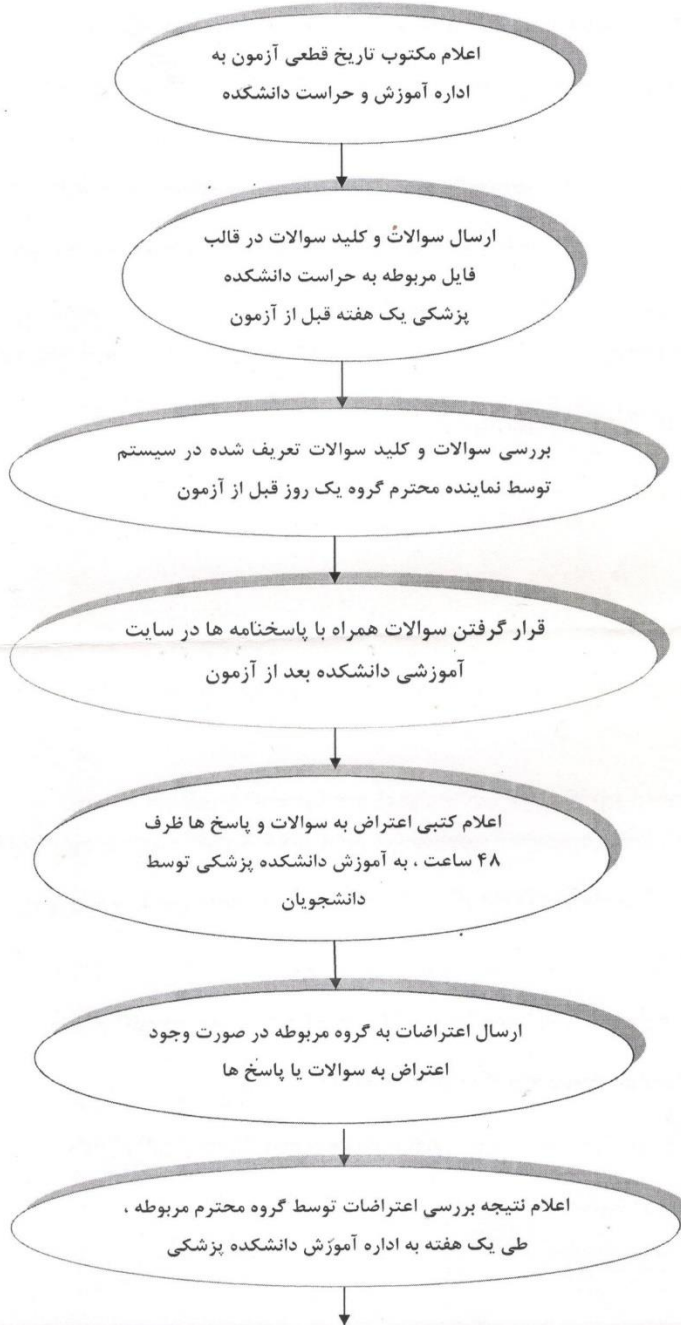 اعلام مکتوب تاریخ قطعی آزمون به
اداره آموزش و حراست دانشکده
ارسال سوالات و کلید سوالات در قالب
فایل مربوطه به حراست دانشکده
پزشکی یک هفته قبل از آزمون
بررسی سوالات و کلید سوالات تعریف شده در سیستم
توسط نماینده محترم گروه یک روز قبل از آزمون
قرار گرفتن سوالات همراه با پاسخنامه ها در سایت
آموزشی دانشکده بعد از آزمون
اعلام کتبی اعتراض به سوالات و پاسخ ها ظرف
۴۸ ساعت ، به آموزش دانشکده پزشکی توسط
دانشجویان
ارسال اعتراضات به گروه مربوطه در صورت وجود
اعتراض به سوالات یا پاسخ ها
اعلام نتیجه بررسی اعتراضات توسط گروه محترم مربوطه ،
طی یک هفته به اداره آموزش دانشکده پزشکی